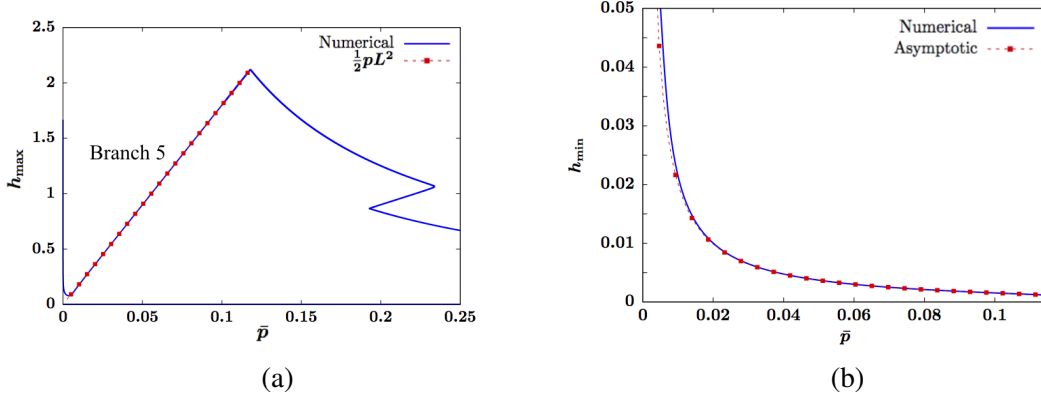 2.5
2
1.5
1
0.5
0
0
0.05
0.1
0.15
0.2
0.25
h_max
p̄
Numerical
½pL²
Branch 5
(a)
0.05
0.04
0.03
0.02
0.01
0
0
0.02
0.04
0.06
0.08
0.1
h_min
p̄
Numerical
Asymptotic
(b)